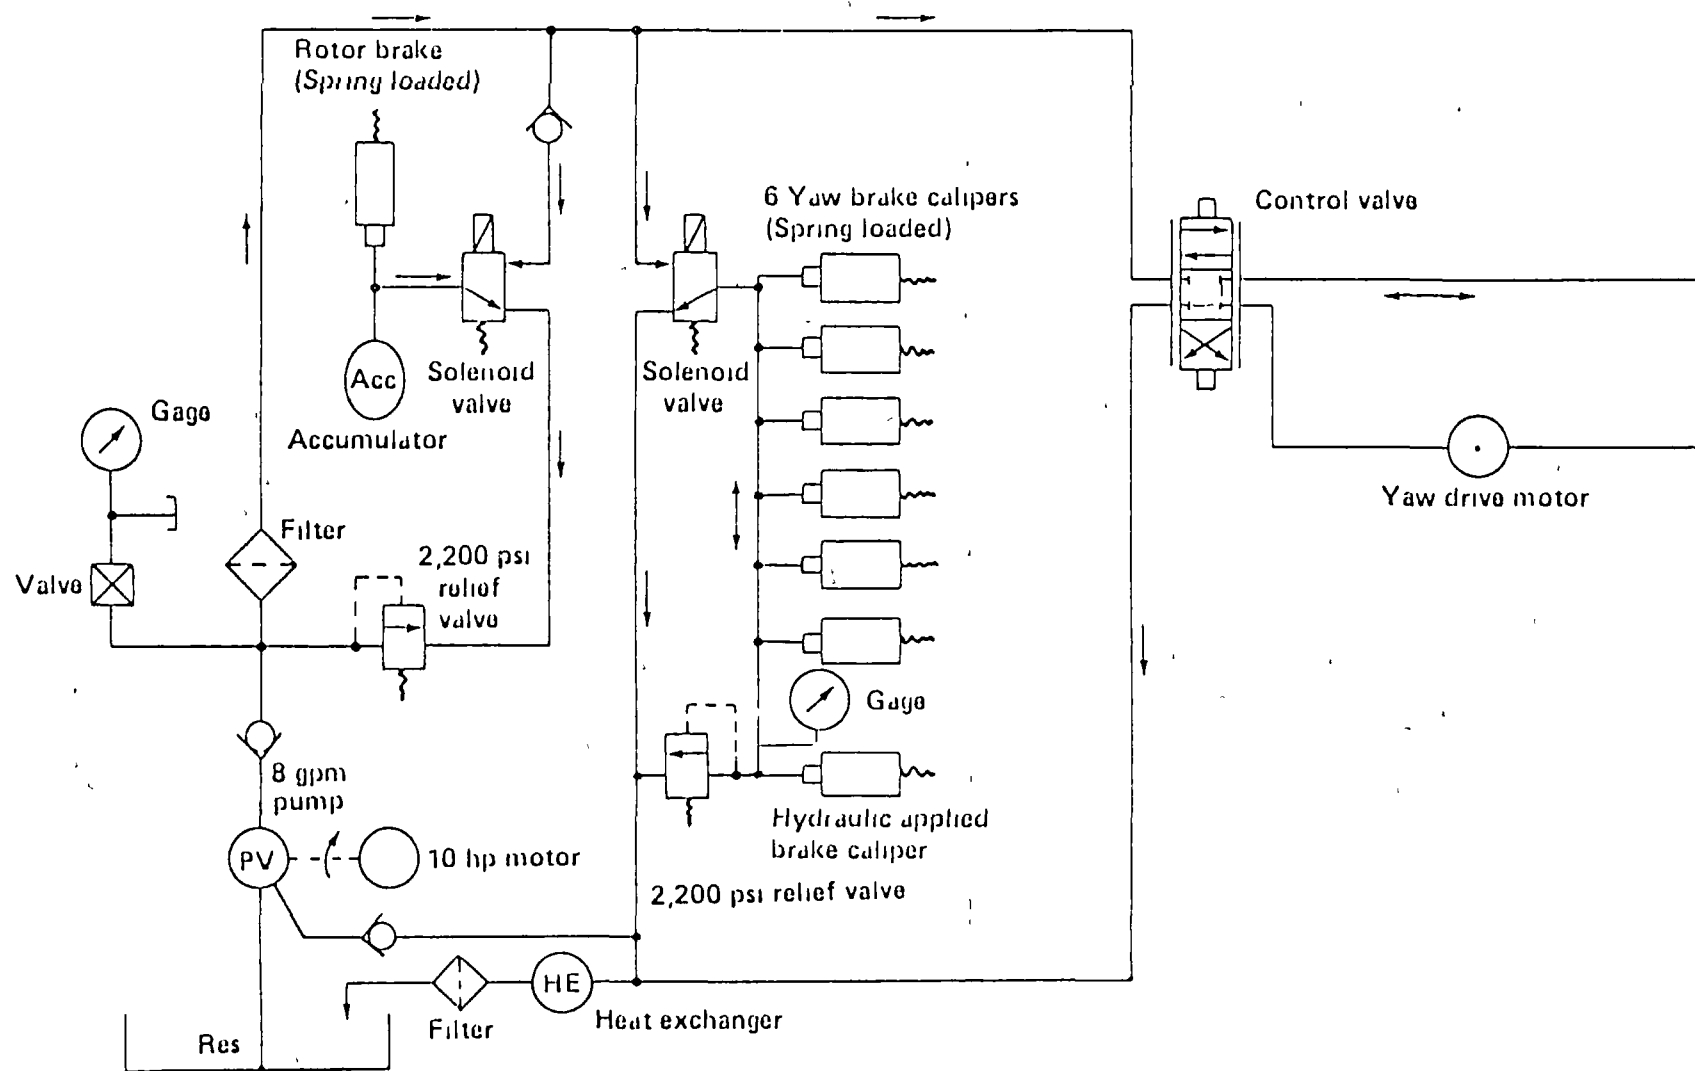 Rotor brake
(Spring loaded)
6 Yaw brake calipers
(Spring loaded)
Control valve
Solenoid
valve
Solenoid
valve
Acc
Accumulator
Gage
Yaw drive motor
Filter
2,200 psi
relief
valve
Valve
Gage
8 gpm
pump
PV
10 hp motor
Hydraulic applied
brake caliper
2,200 psi relief valve
HE
Heat exchanger
Filter
Res